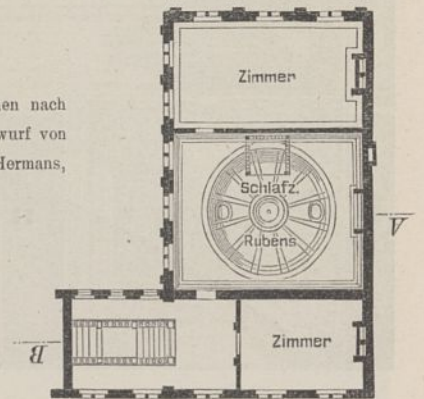 Zimmer
en nach
wurf von
Hermans,
Schlafz.
Rubens
A
Zimmer
B